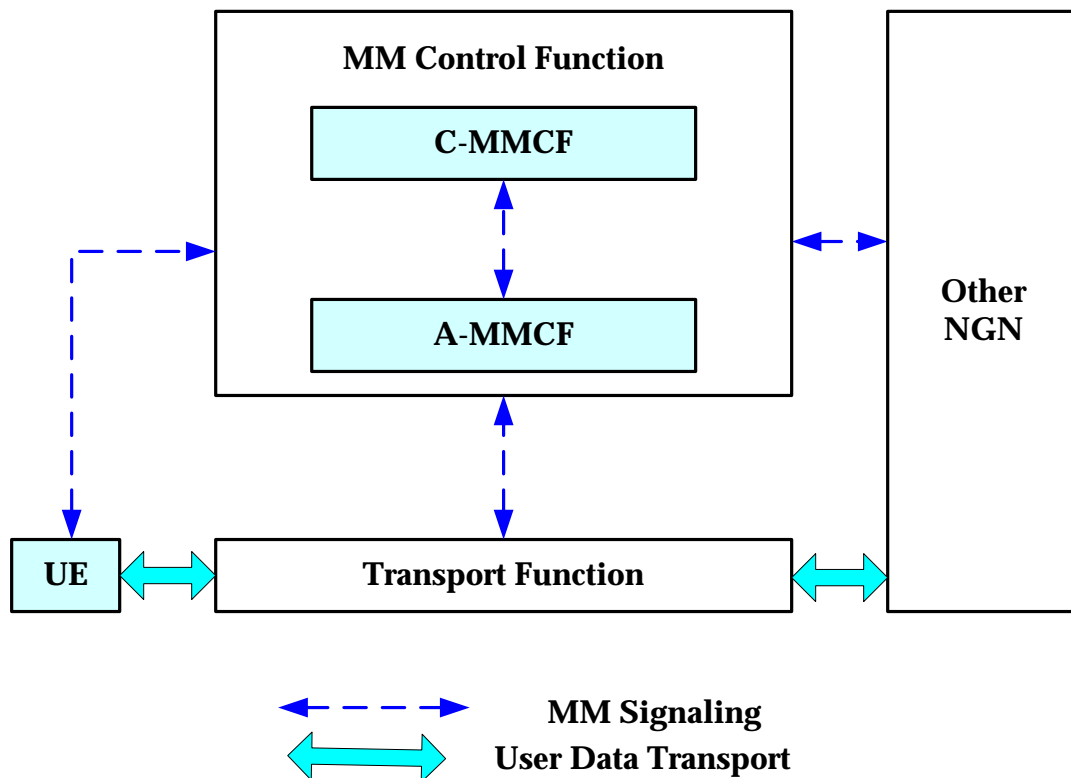 MM Control Function
C-MMCF
A-MMCF
Other
NGN
UE
Transport Function
MM Signaling
User Data Transport